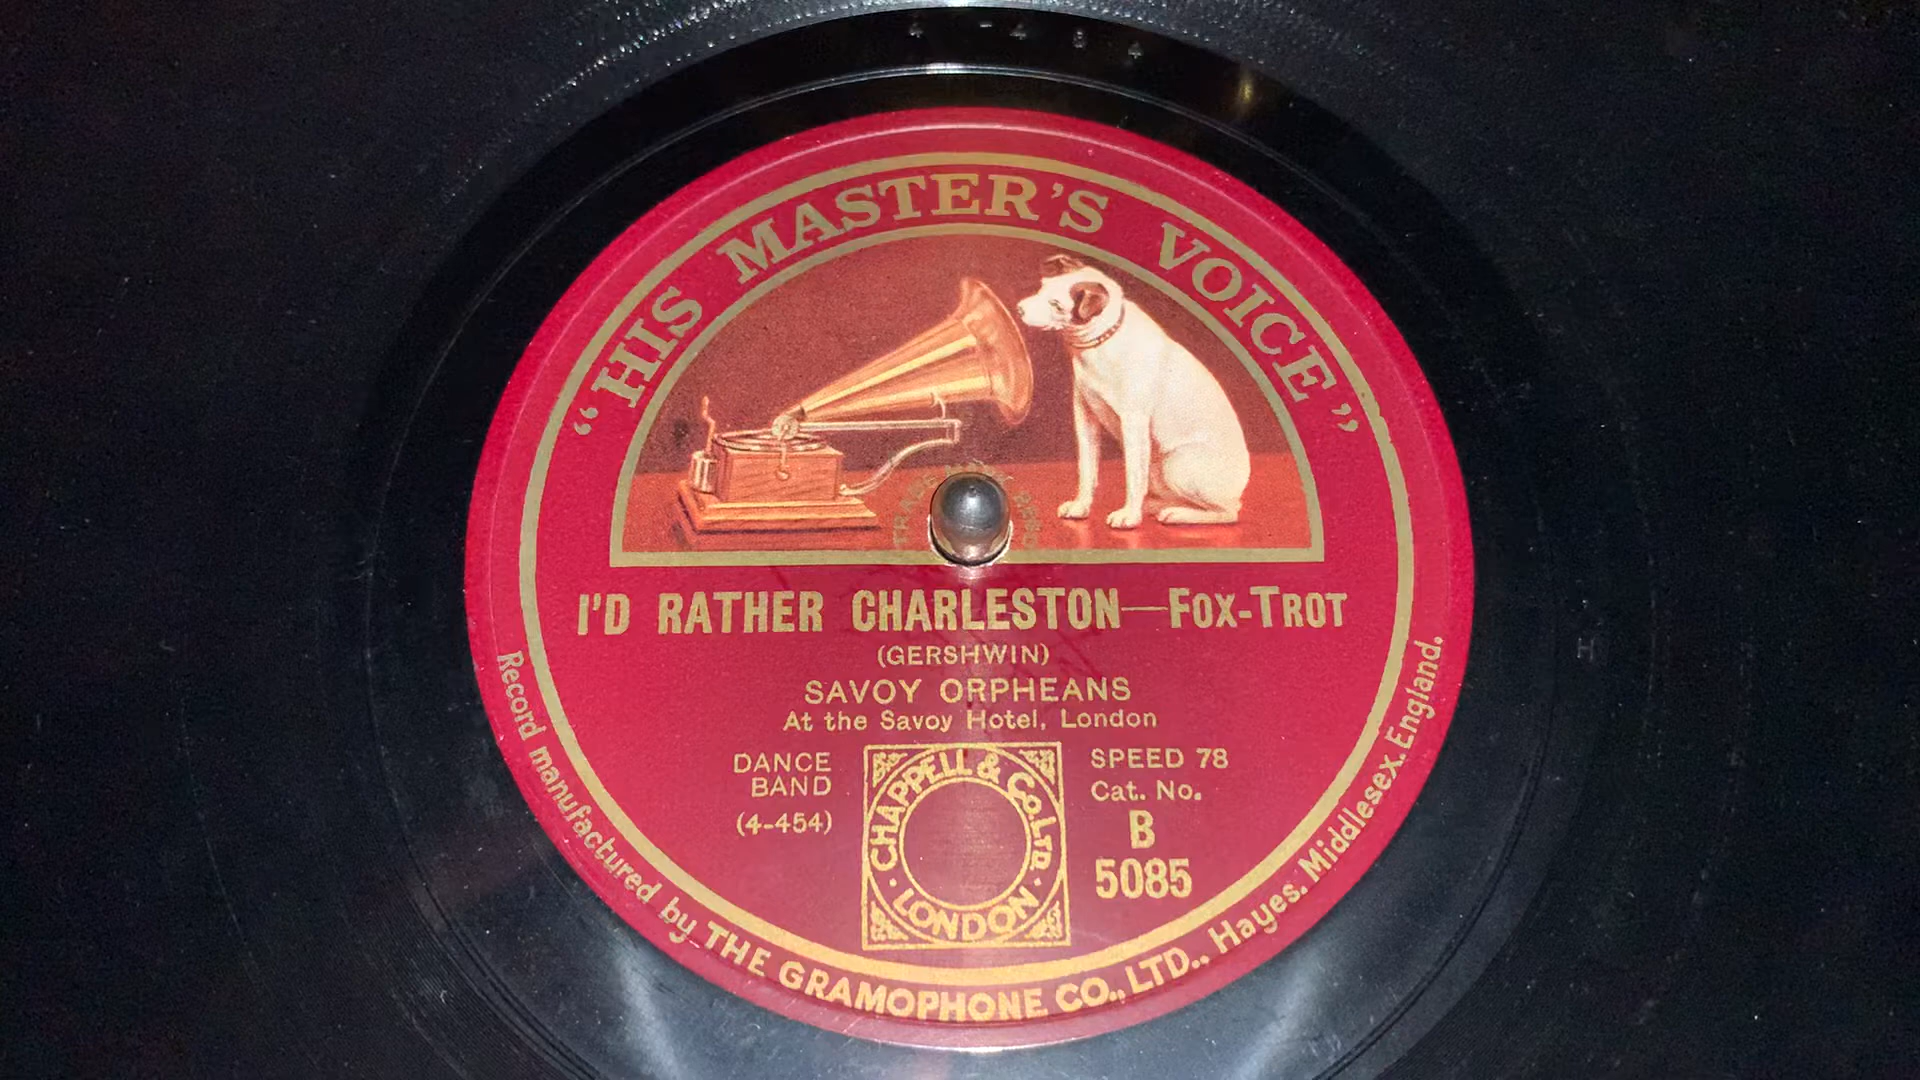 “HIS MASTER'S VOICE”
I'D RATHER CHARLESTON—FOX-TROT
(GERSHWIN)
SAVOY ORPHEANS
At the Savoy Hotel, London
DANCE
BAND
(4-454)
CHAPPELL & Co. LTD.
· LONDON ·
SPEED 78
Cat. No.
B
5085
Record manufactured by THE GRAMOPHONE CO., LTD., Hayes. Middlesex. England.